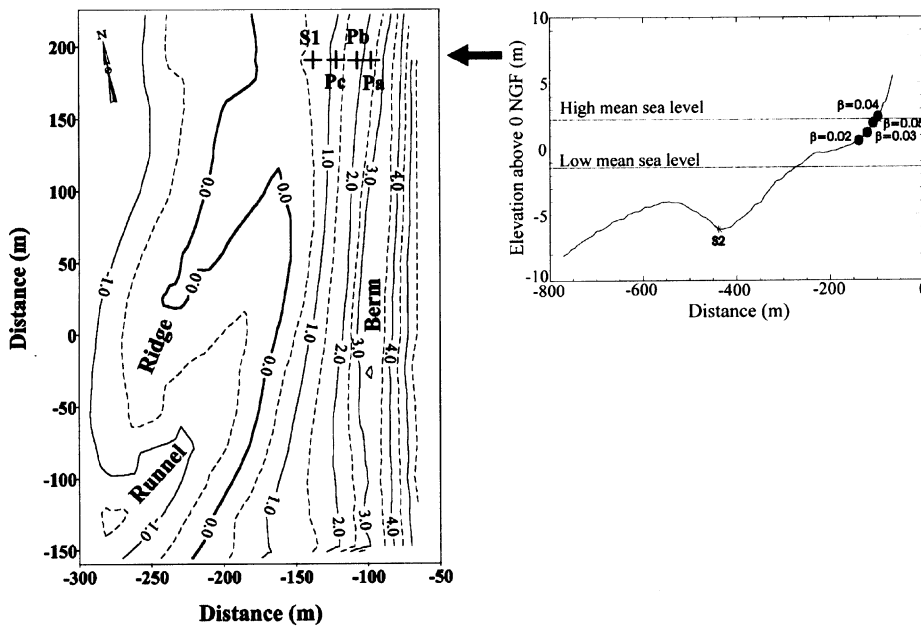 200
150
100
50
0
-50
-100
-150
-300
-250
-200
-150
-100
-50
Distance (m)
Distance (m)
N
S1
Pb
Pc
Pa
1.0
2.0
3.0
4.0
0.0
0.0
0.0
-1.0
Ridge
Berm
0.0
1.0
2.0
3.0
4.0
Runnel
-1.0
0.0
1.0
2.0
3.0
4.0
10
5
0
-5
-10
Elevation above 0 NGF (m)
High mean sea level
Low mean sea level
β=0.04
β=0.05
β=0.02
β=0.03
S2
-800
-600
-400
-200
Distance (m)